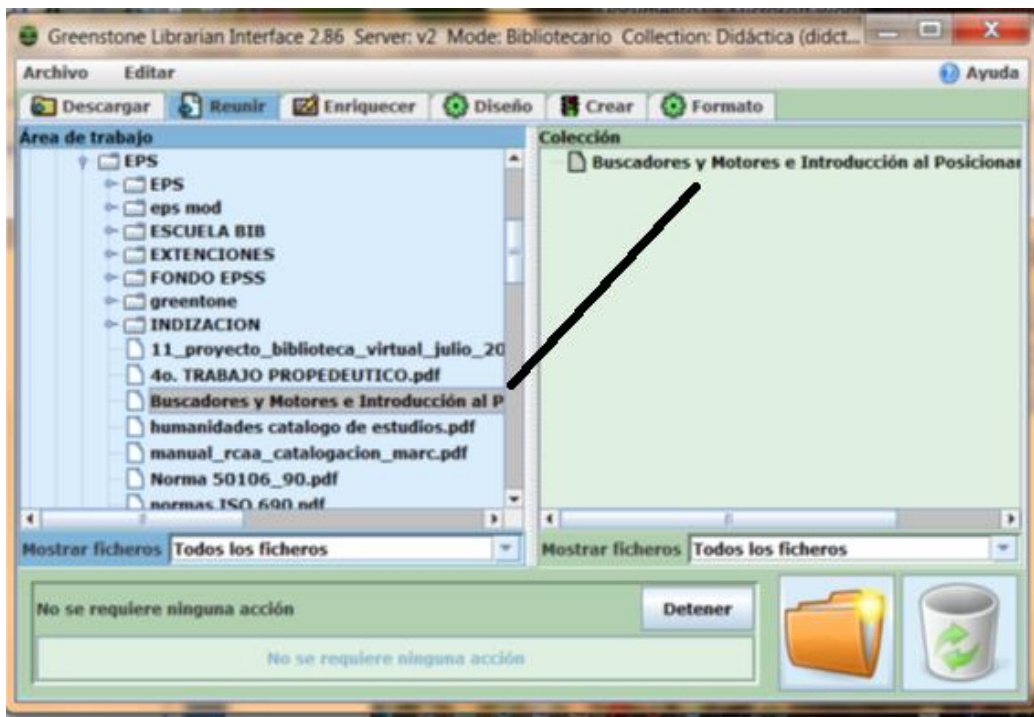 Greenstone Librarian Interface 2.86 Server: v2 Mode: Bibliotecario Collection: Didáctica (didct...
Archivo Editar Ayuda
Descargar Reunir Enriquecer Diseño Crear Formato
Área de trabajo
EPS
EPS
eps mod
ESCUELA BIB
EXTENCIONES
FONDO EPSS
greentone
INDIZACION
11_proyecto_biblioteca_virtual_julio_20
4o. TRABAJO PROPEDEUTICO.pdf
Buscadores y Motores e Introducción al P
humanidades catalogo de estudios.pdf
manual_rcaa_catalogacion_marc.pdf
Norma 50106_90.pdf
normas ISO 690.pdf
Mostrar ficheros Todos los ficheros
Colección
Buscadores y Motores e Introducción al Posicionar
Mostrar ficheros Todos los ficheros
No se requiere ninguna acción Detener
No se requiere ninguna acción